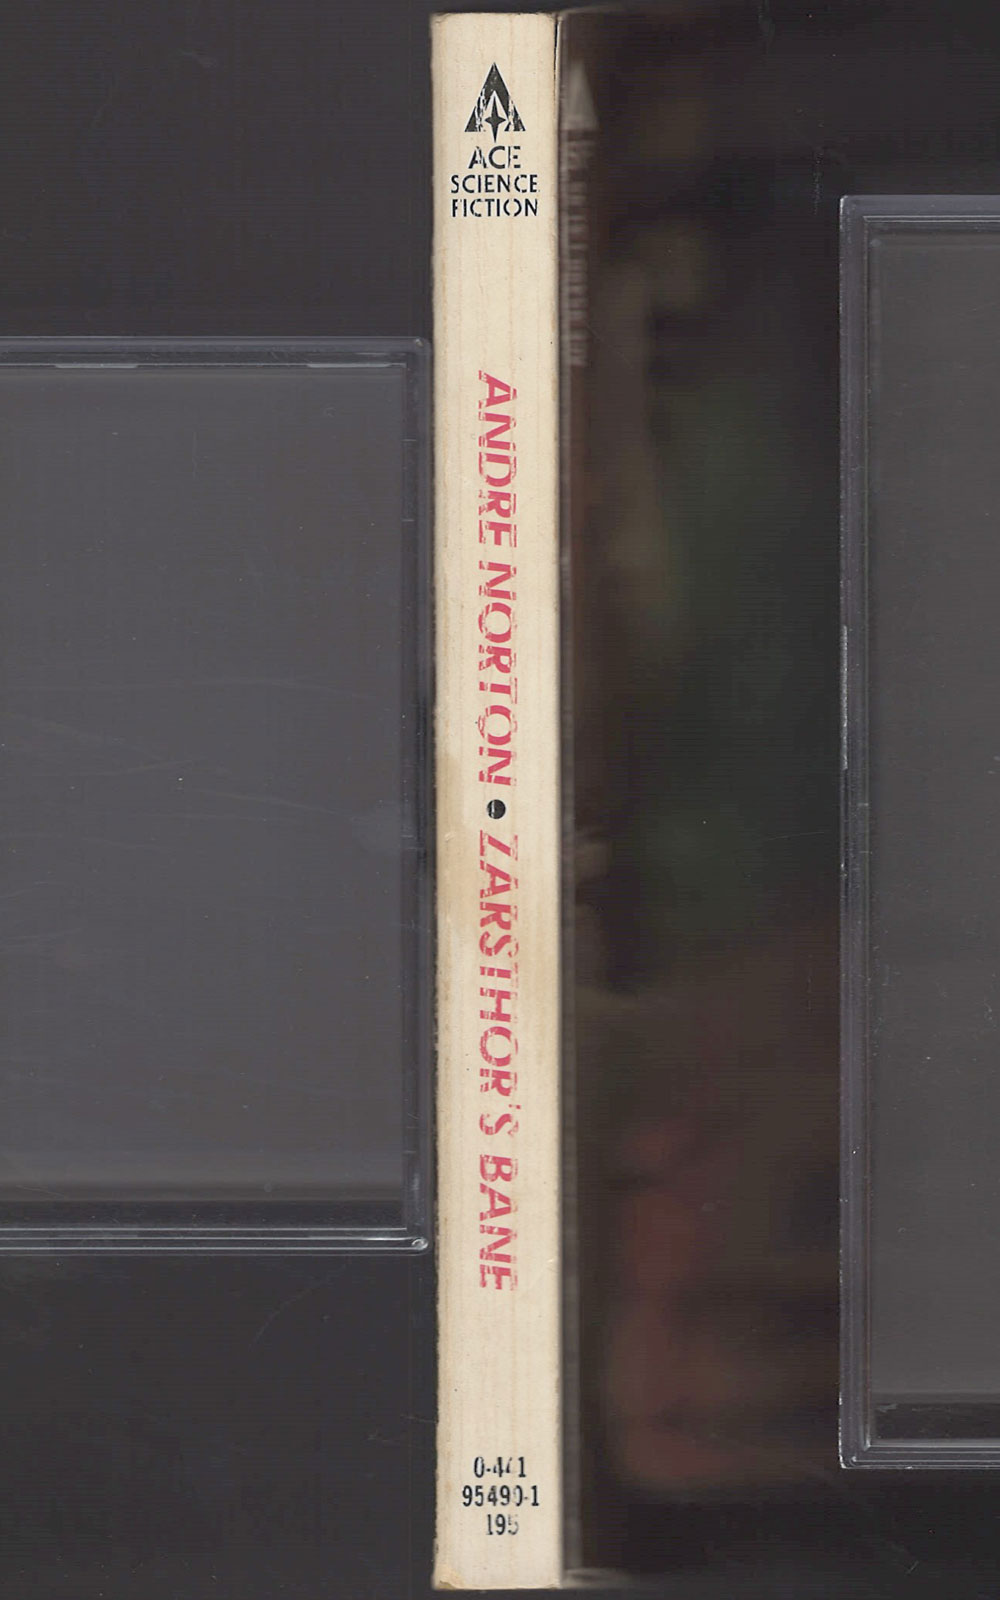 ACE
SCIENCE
FICTION
ANDRE NORTON • ZARSTHOR'S BANE
0-441
95490-1
195